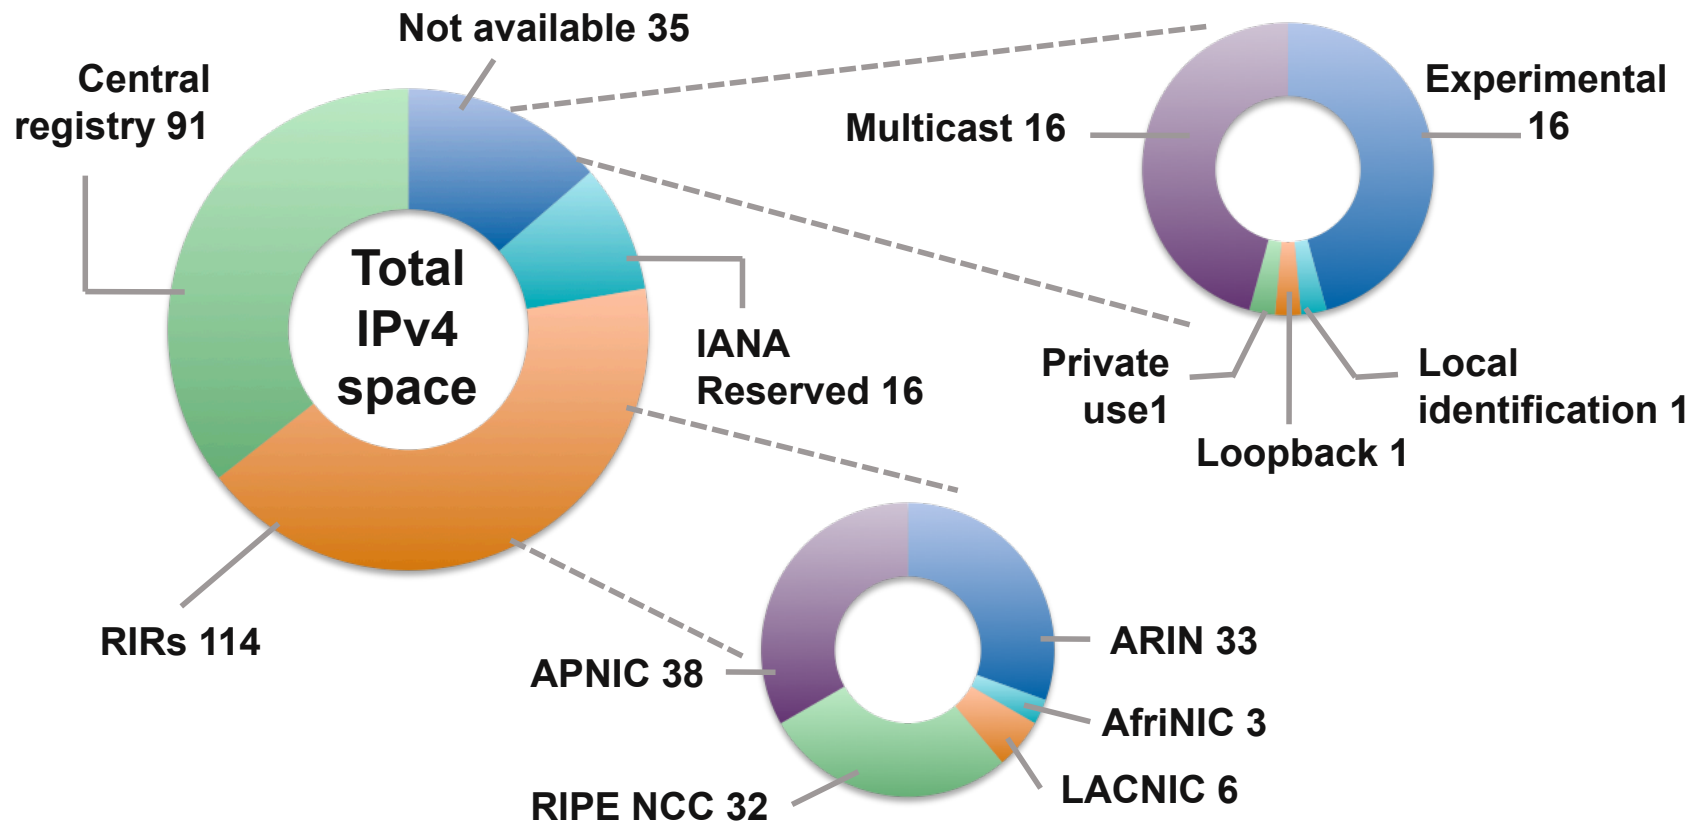 Not available 35
Central
registry 91
Total
IPv4
space
IANA
Reserved 16
RIRs 114
Multicast 16
Experimental
16
Private
use1
Loopback 1
Local
identification 1
APNIC 38
ARIN 33
AfriNIC 3
LACNIC 6
RIPE NCC 32